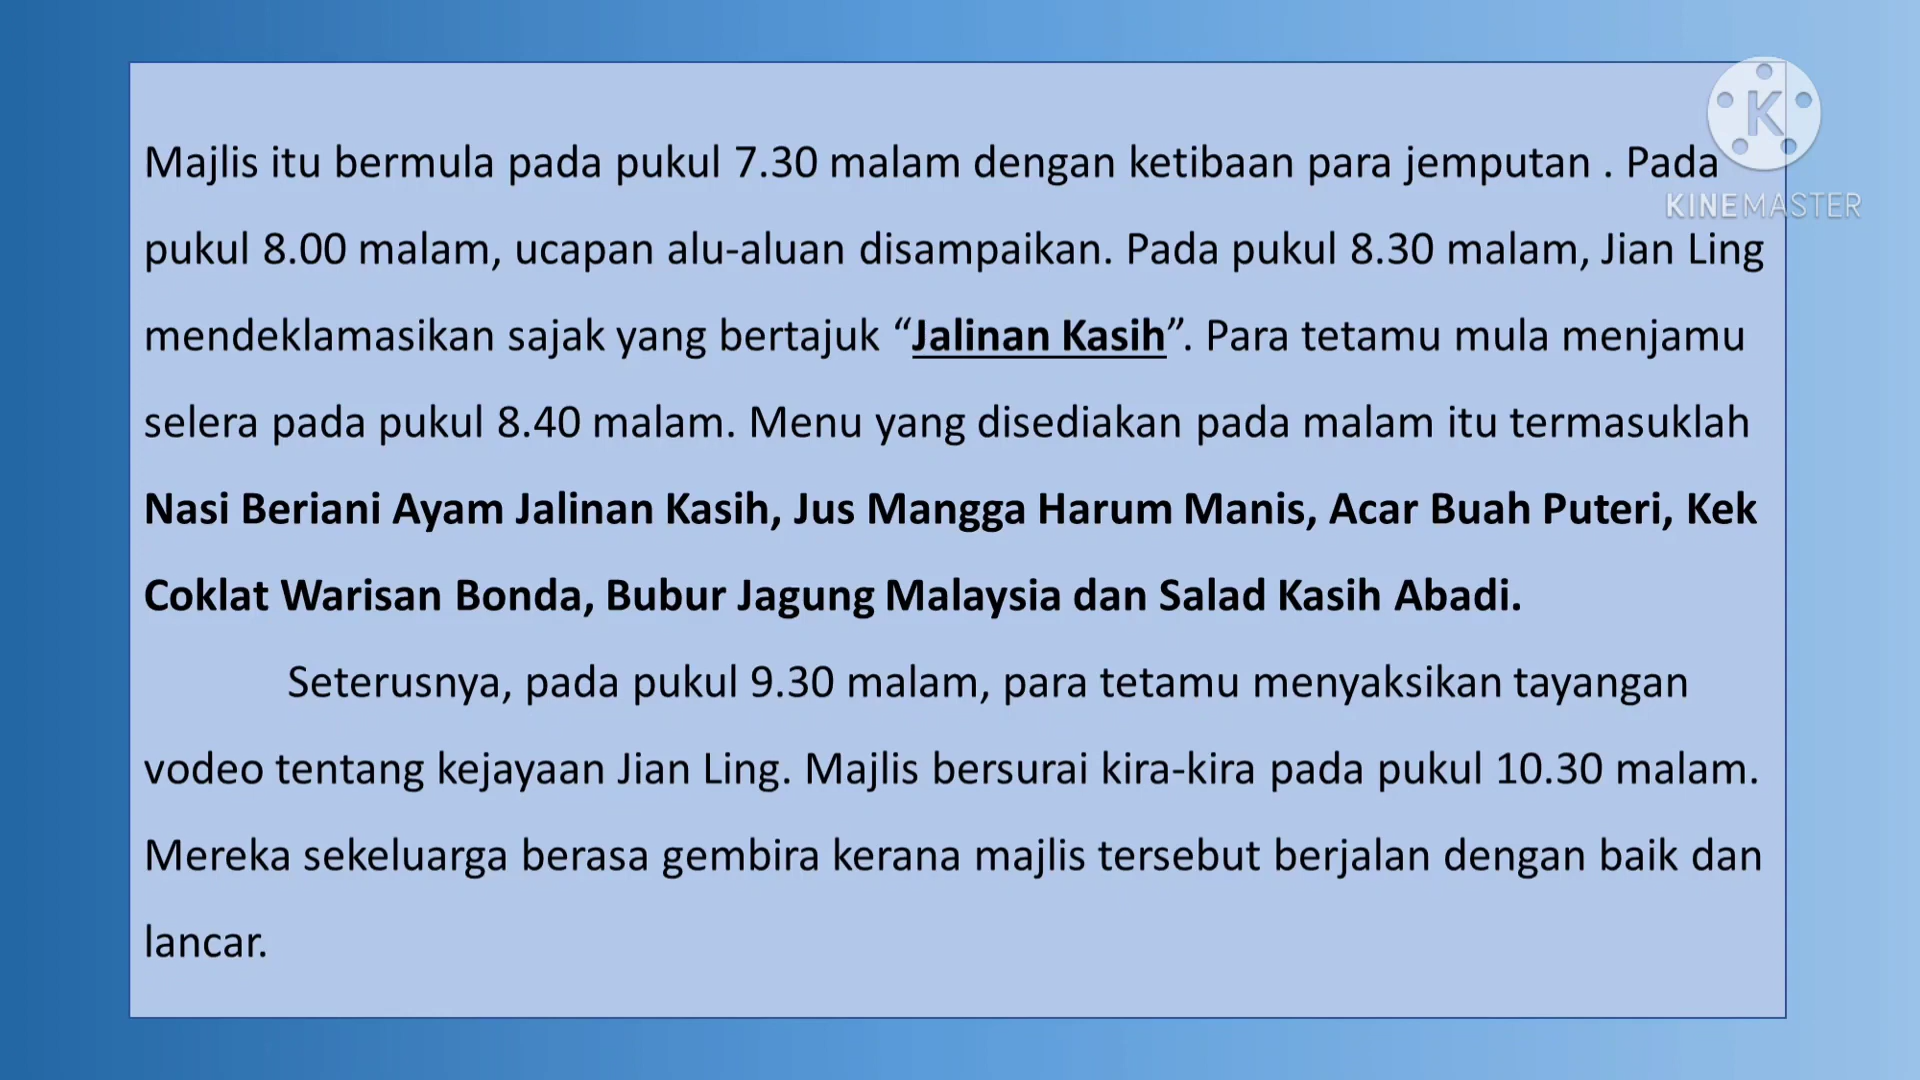 Majlis itu bermula pada pukul 7.30 malam dengan ketibaan para jemputan . Pada
KINEMASTER
pukul 8.00 malam, ucapan alu-aluan disampaikan. Pada pukul 8.30 malam, Jian Ling
mendeklamasikan sajak yang bertajuk “Jalinan Kasih”. Para tetamu mula menjamu
selera pada pukul 8.40 malam. Menu yang disediakan pada malam itu termasuklah
Nasi Beriani Ayam Jalinan Kasih, Jus Mangga Harum Manis, Acar Buah Puteri, Kek
Coklat Warisan Bonda, Bubur Jagung Malaysia dan Salad Kasih Abadi.
Seterusnya, pada pukul 9.30 malam, para tetamu menyaksikan tayangan
vodeo tentang kejayaan Jian Ling. Majlis bersurai kira-kira pada pukul 10.30 malam.
Mereka sekeluarga berasa gembira kerana majlis tersebut berjalan dengan baik dan
lancar.